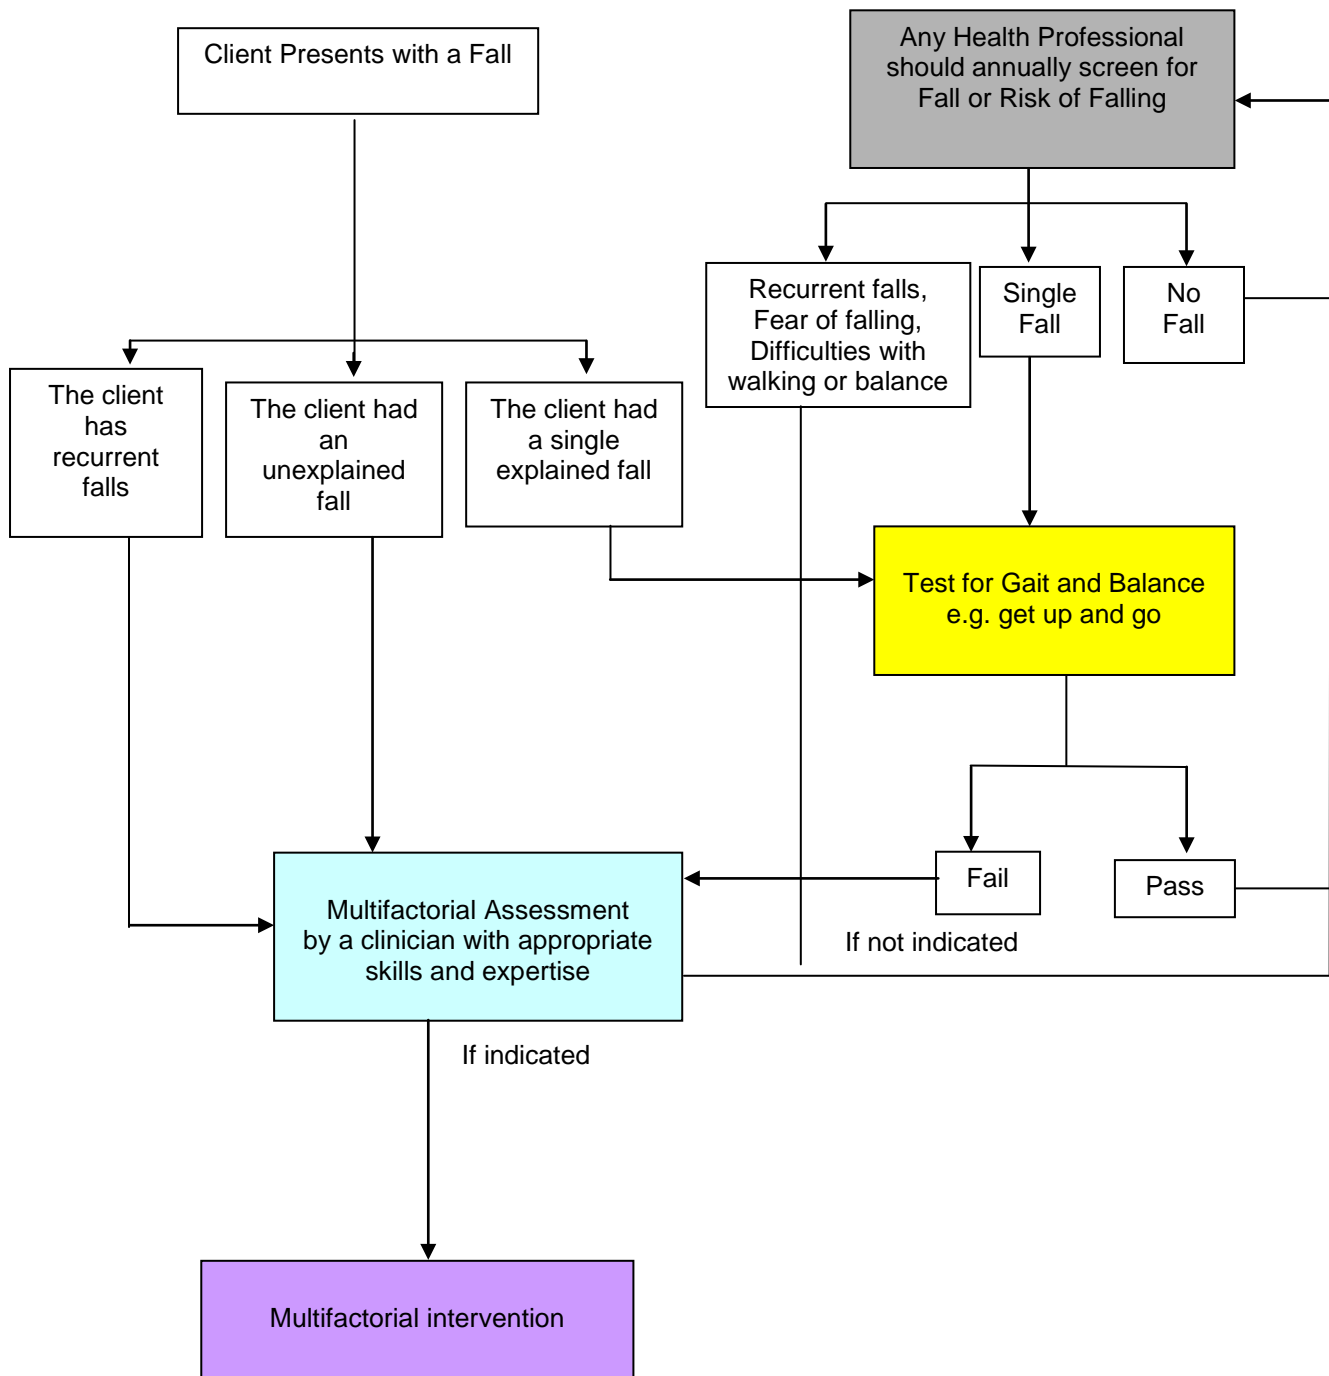 Client Presents with a Fall
Any Health Professional
should annually screen for
Fall or Risk of Falling
Recurrent falls,
Fear of falling,
Difficulties with
walking or balance
Single
Fall
No
Fall
The client
has
recurrent
falls
The client had
an
unexplained
fall
The client had
a single
explained fall
Test for Gait and Balance
e.g. get up and go
Fail
Pass
If not indicated
Multifactorial Assessment
by a clinician with appropriate
skills and expertise
If indicated
Multifactorial intervention